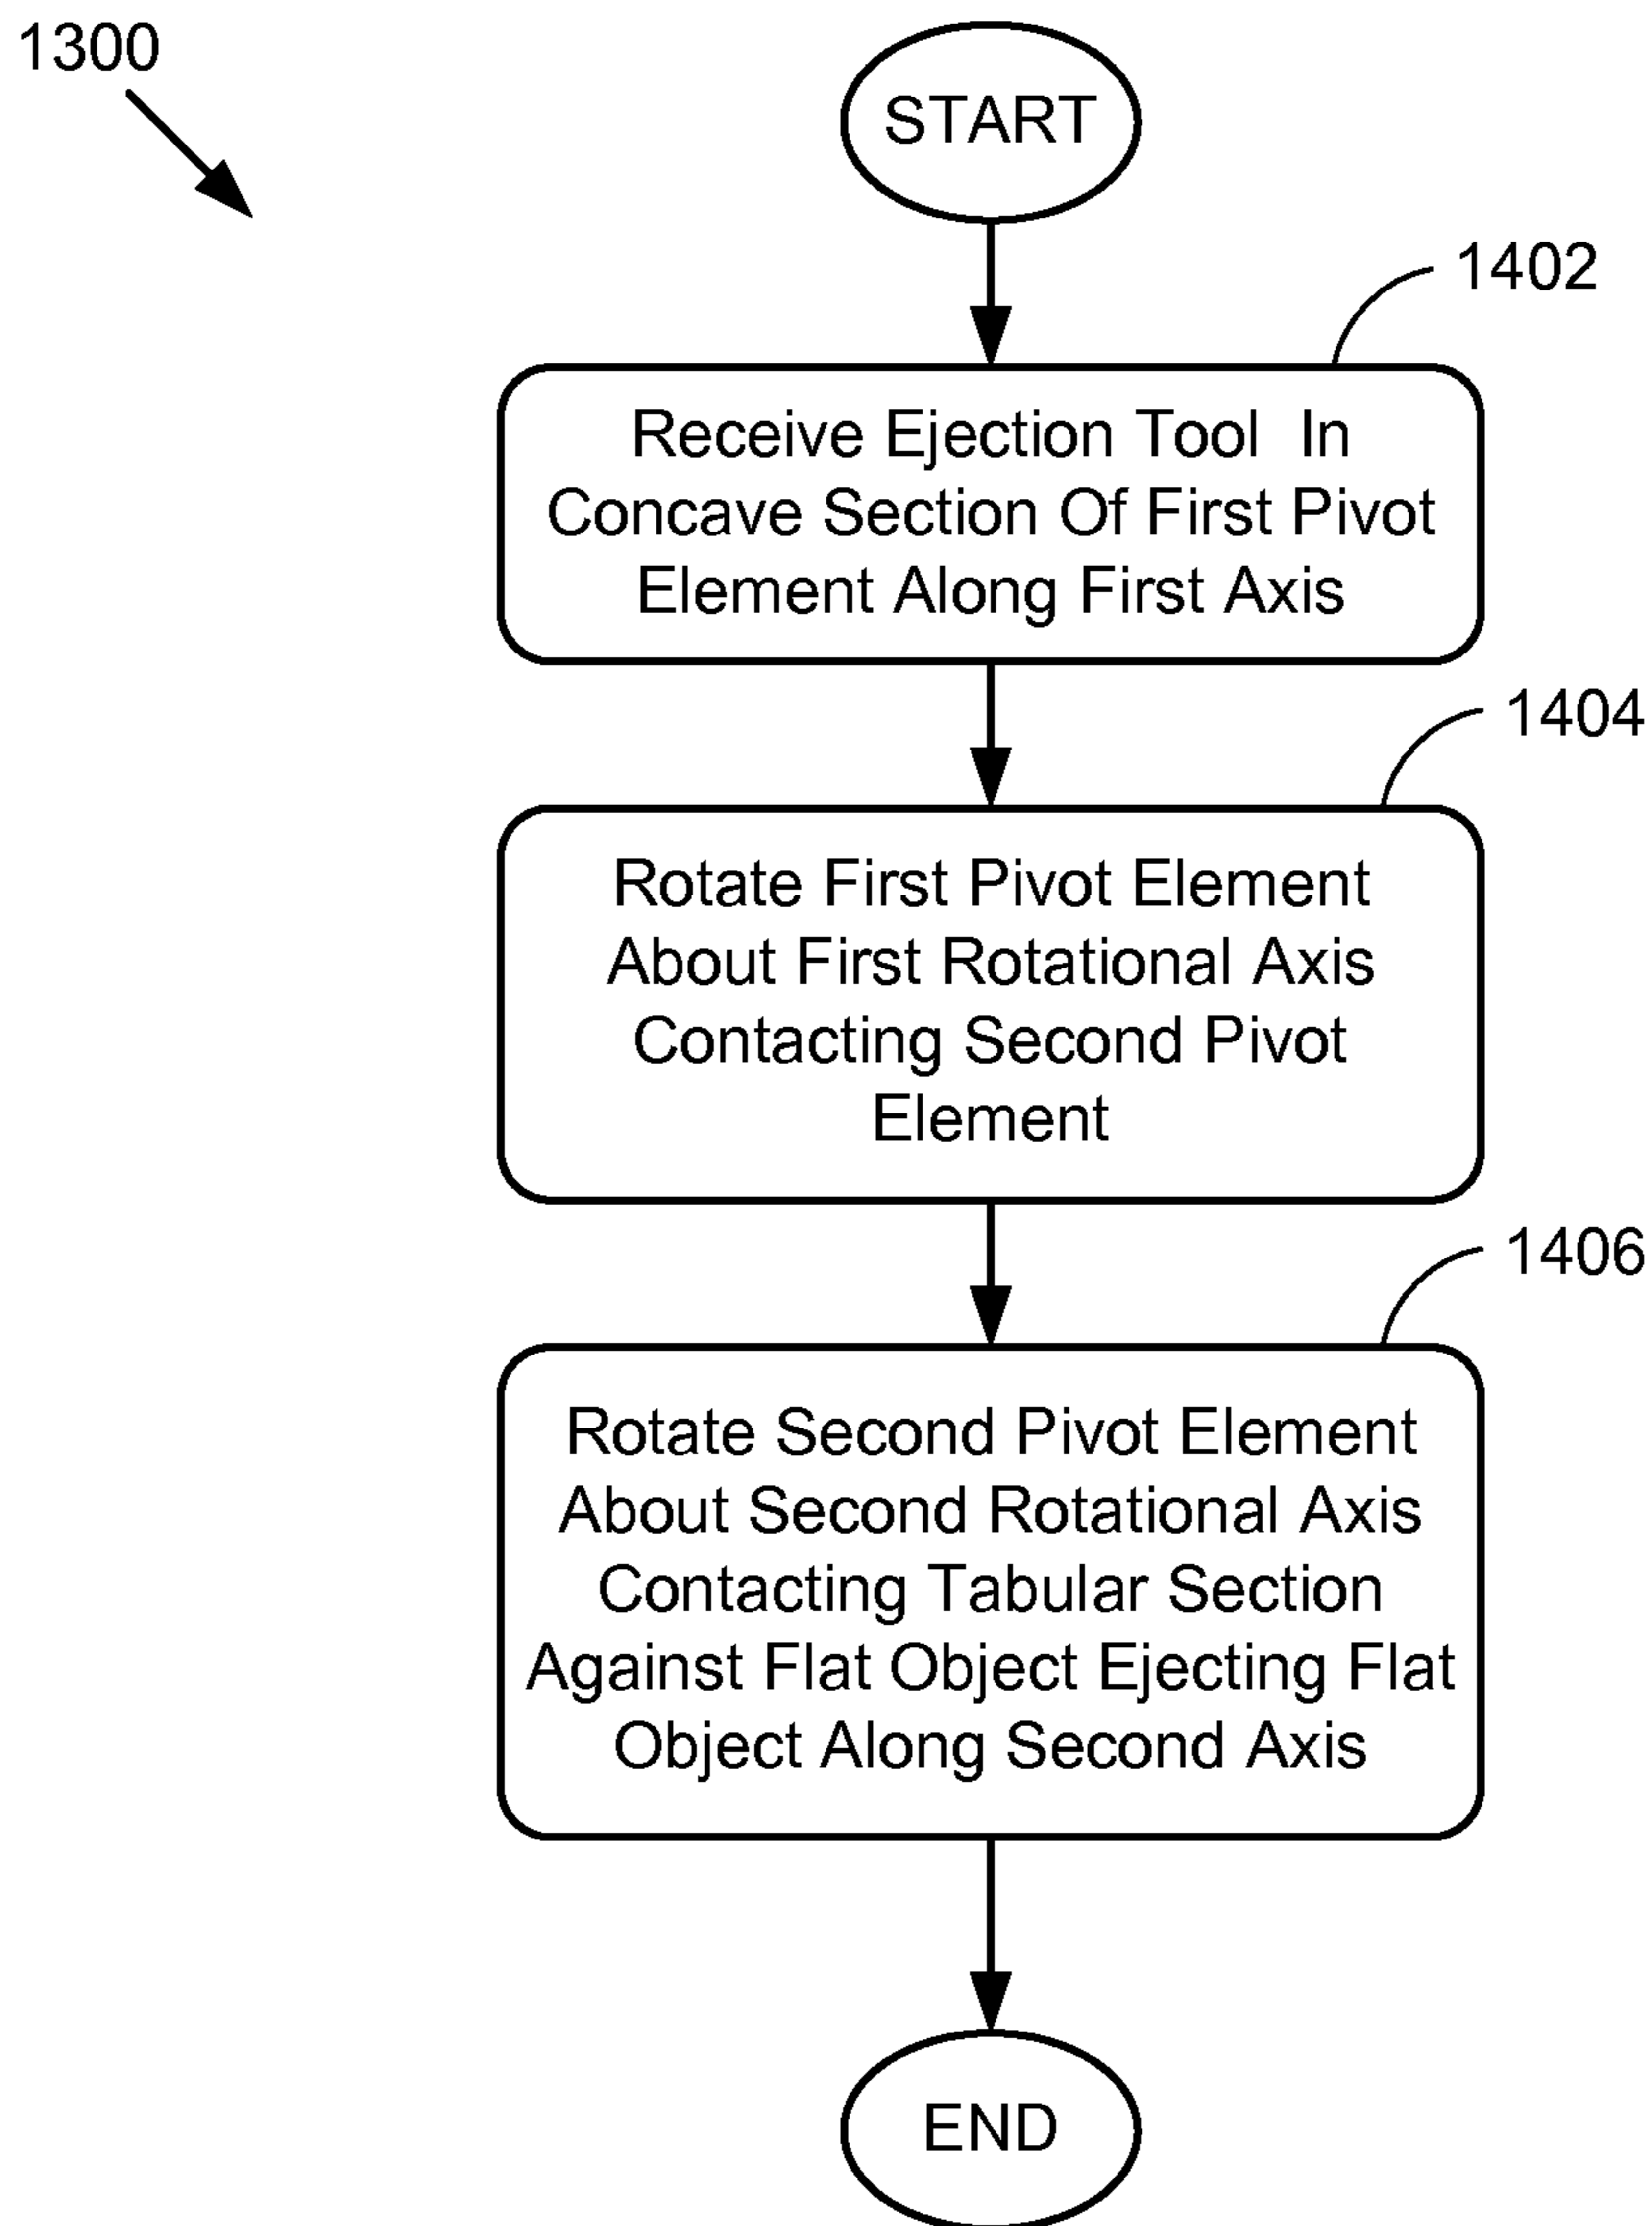 1300
START
1402
Receive Ejection Tool In
Concave Section Of First Pivot
Element Along First Axis
1404
Rotate First Pivot Element
About First Rotational Axis
Contacting Second Pivot
Element
1406
Rotate Second Pivot Element
About Second Rotational Axis
Contacting Tabular Section
Against Flat Object Ejecting Flat
Object Along Second Axis
END